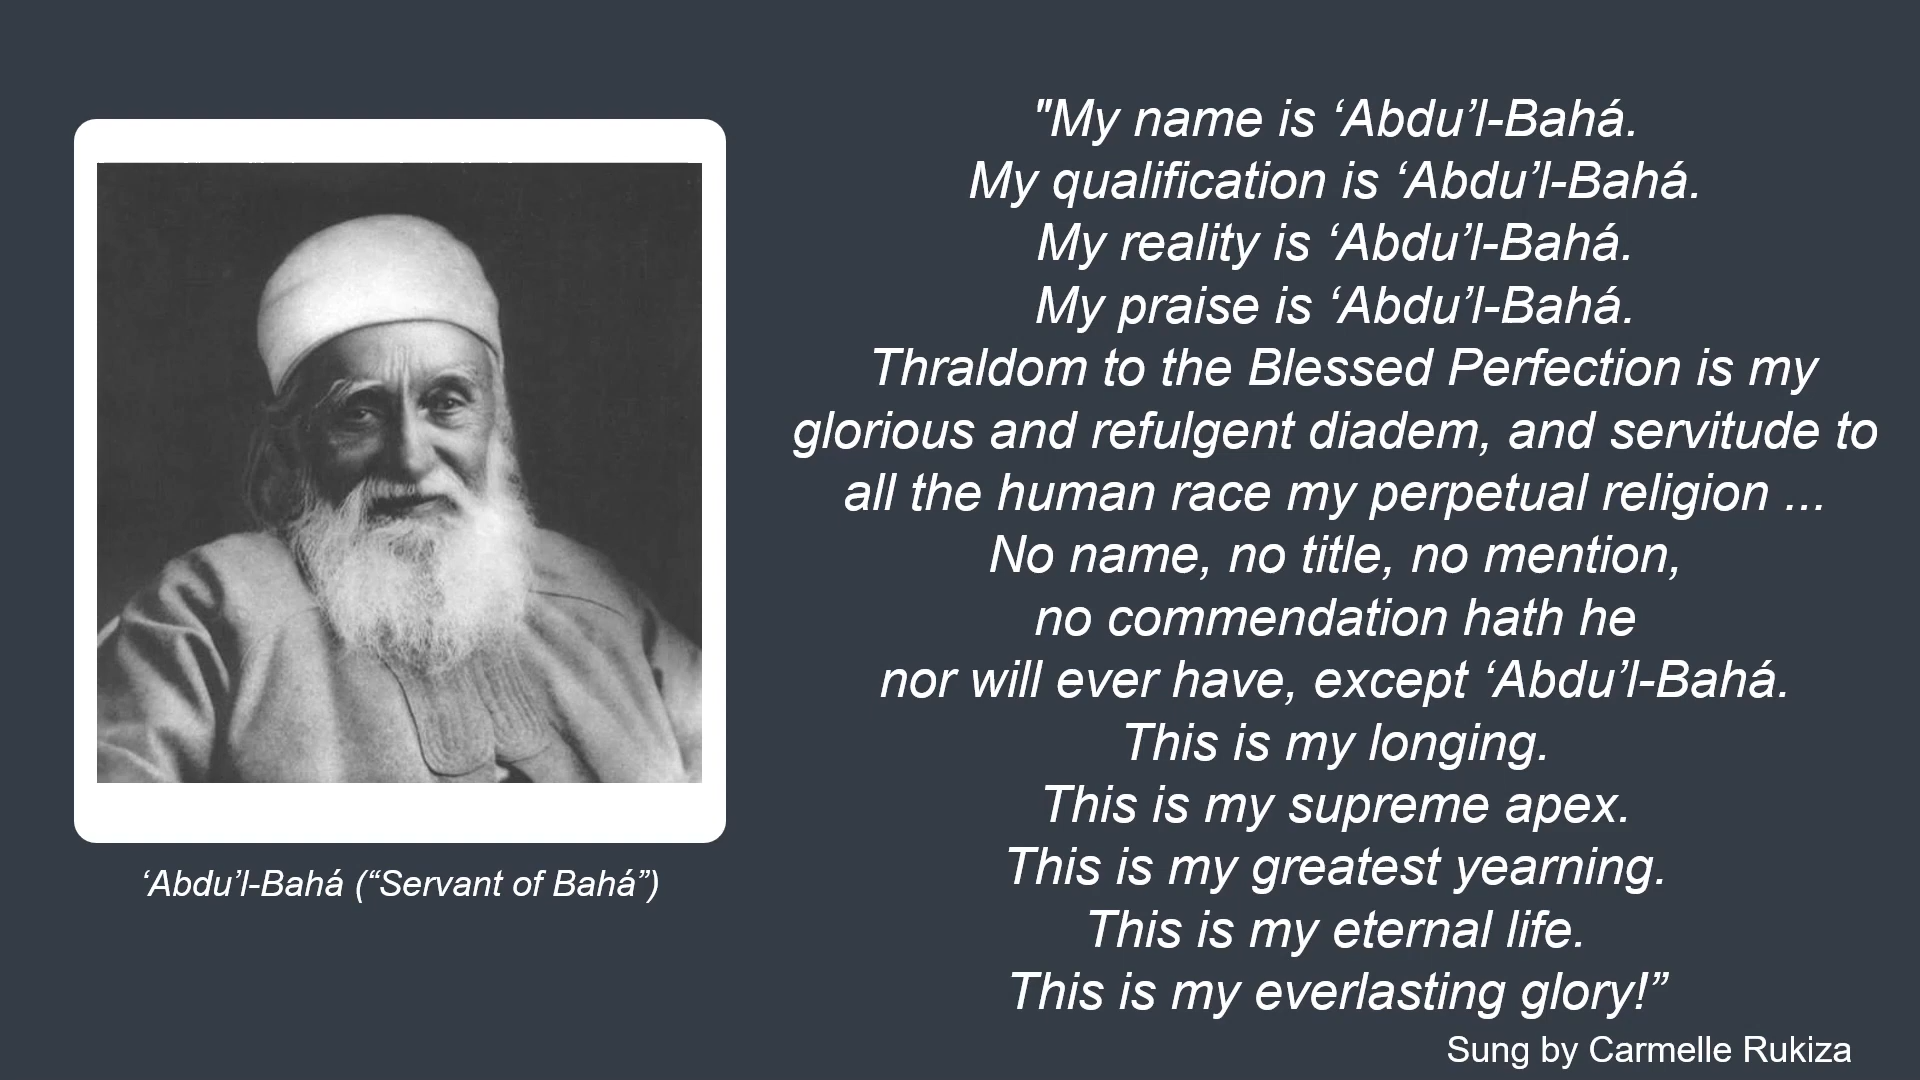 "My name is ‘Abdu’l-Bahá.
My qualification is ‘Abdu’l-Bahá.
My reality is ‘Abdu’l-Bahá.
My praise is ‘Abdu’l-Bahá.
Thraldom to the Blessed Perfection is my
glorious and refulgent diadem, and servitude to
all the human race my perpetual religion ...
No name, no title, no mention,
no commendation hath he
nor will ever have, except ‘Abdu’l-Bahá.
This is my longing.
This is my supreme apex.
This is my greatest yearning.
This is my eternal life.
This is my everlasting glory!”
‘Abdu’l-Bahá (“Servant of Bahá”)
Sung by Carmelle Rukiza